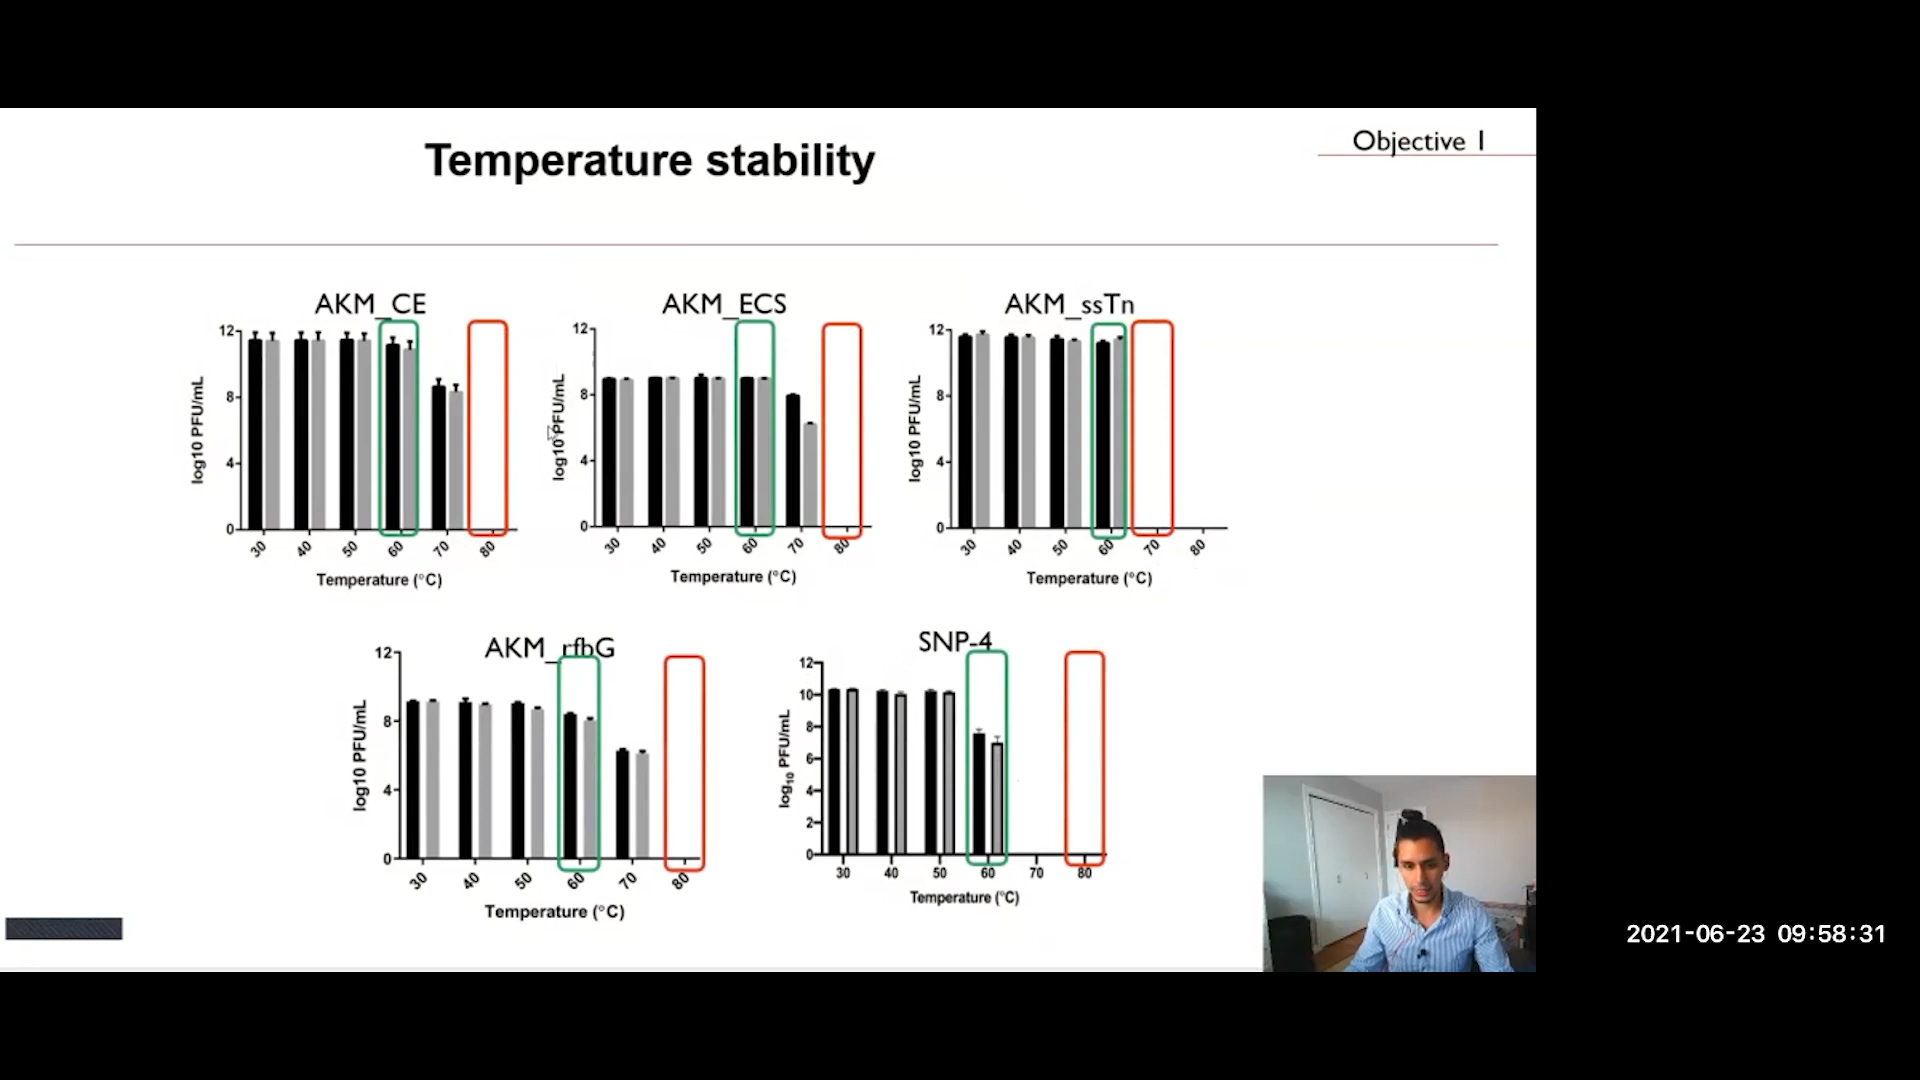 Objective 1
Temperature stability
AKM_CE
12
8
4
0
log10 PFU/mL
30 40 50 60 70 80
Temperature (°C)
AKM_ECS
12
8
4
0
log10 PFU/mL
30 40 50 60 70 80
Temperature (°C)
AKM_ssTn
12
8
4
0
log10 PFU/mL
30 40 50 60 70 80
Temperature (°C)
AKM_rfbG
12
8
4
0
log10 PFU/mL
30 40 50 60 70 80
Temperature (°C)
SNP-4
12
10
8
6
4
2
0
log10 PFU/mL
30 40 50 60 70 80
Temperature (°C)
2021-06-23 09:58:31